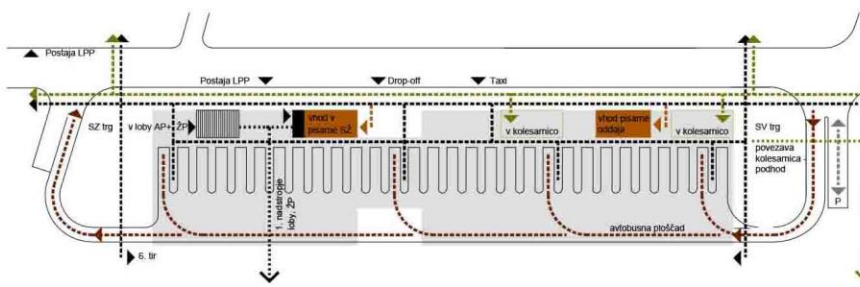 Postaja LPP
Postaja LPP
Drop-off
Taxi
SZ trg
v loby AP+ ŽP
vhod v
pisarne SŽ
v kolesarnico
vhod pisarne
oddaja
v kolesarnico
SV trg
povezava
kolesarnica -
podhod
P
1. nadstropje
loby, ŽP
avtobusna ploščad
6. tir